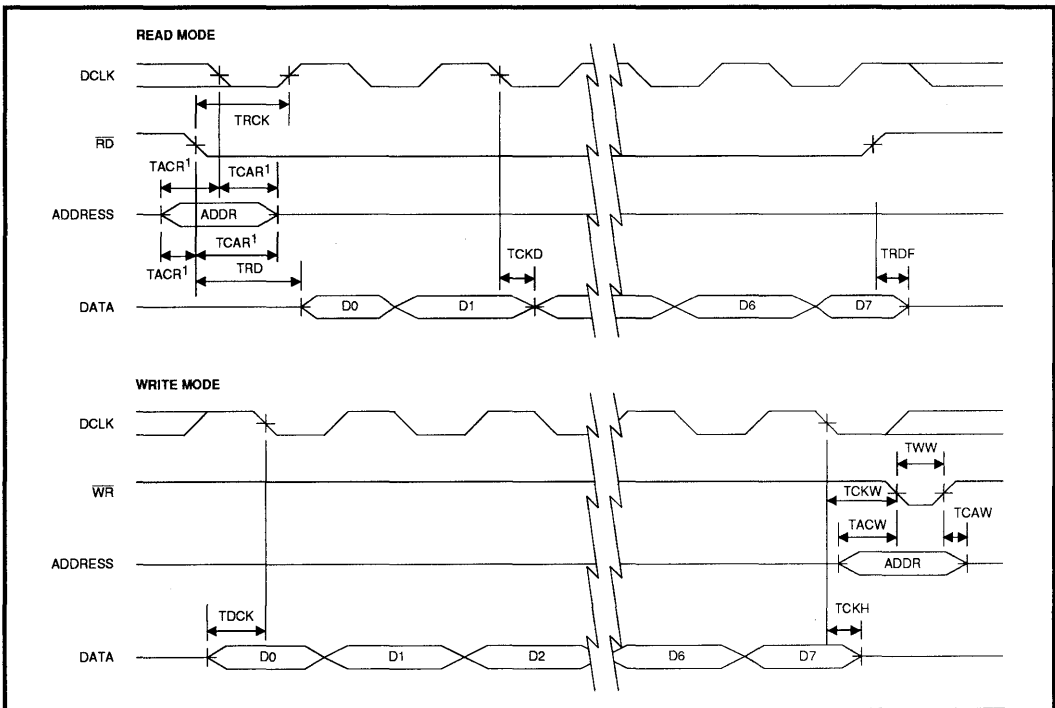 READ MODE
DCLK
TRCK
RD
TACR¹ TCAR¹
ADDRESS ADDR
TCAR¹
TACR¹ TRD TCKD TRDF
DATA D0 D1 D6 D7
WRITE MODE
DCLK
TWW
WR TCKW
TACW TCAW
ADDRESS ADDR
TDCK TCKH
DATA D0 D1 D2 D6 D7